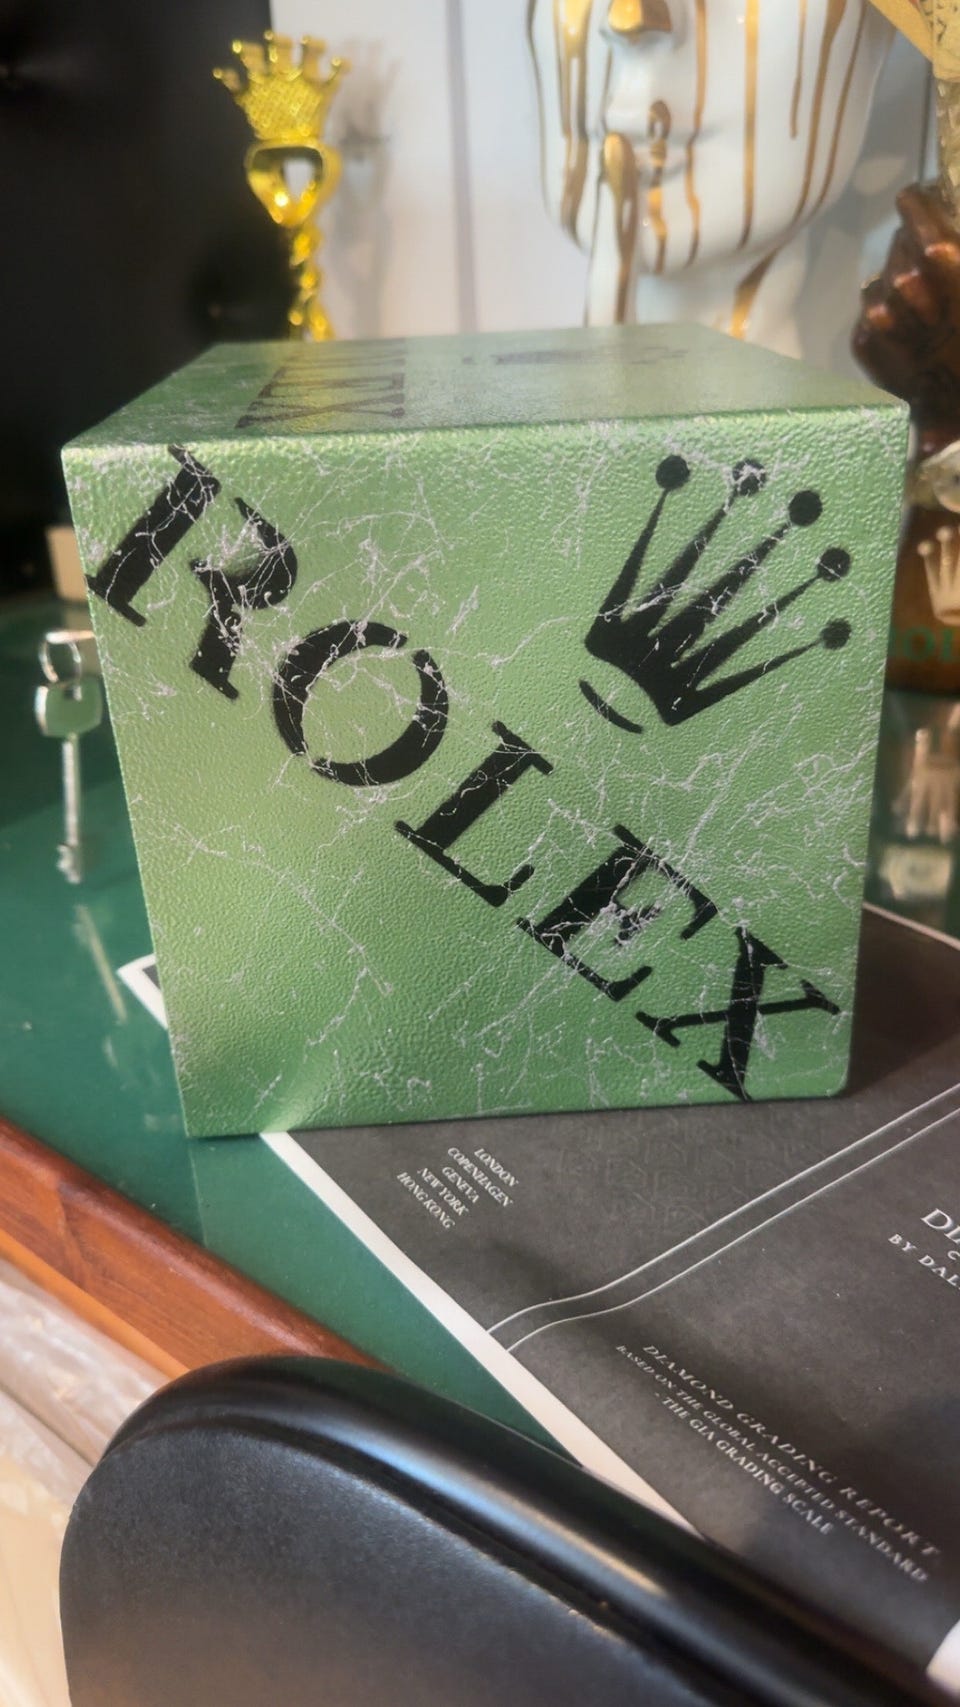 ROLEX
LONDON
COPENHAGEN
GENEVA
NEW YORK
HONG KONG
DIAMOND GRADING REPORT
BASED ON THE GLOBAL ACCEPTED STANDARD
- THE GIA GRADING SCALE